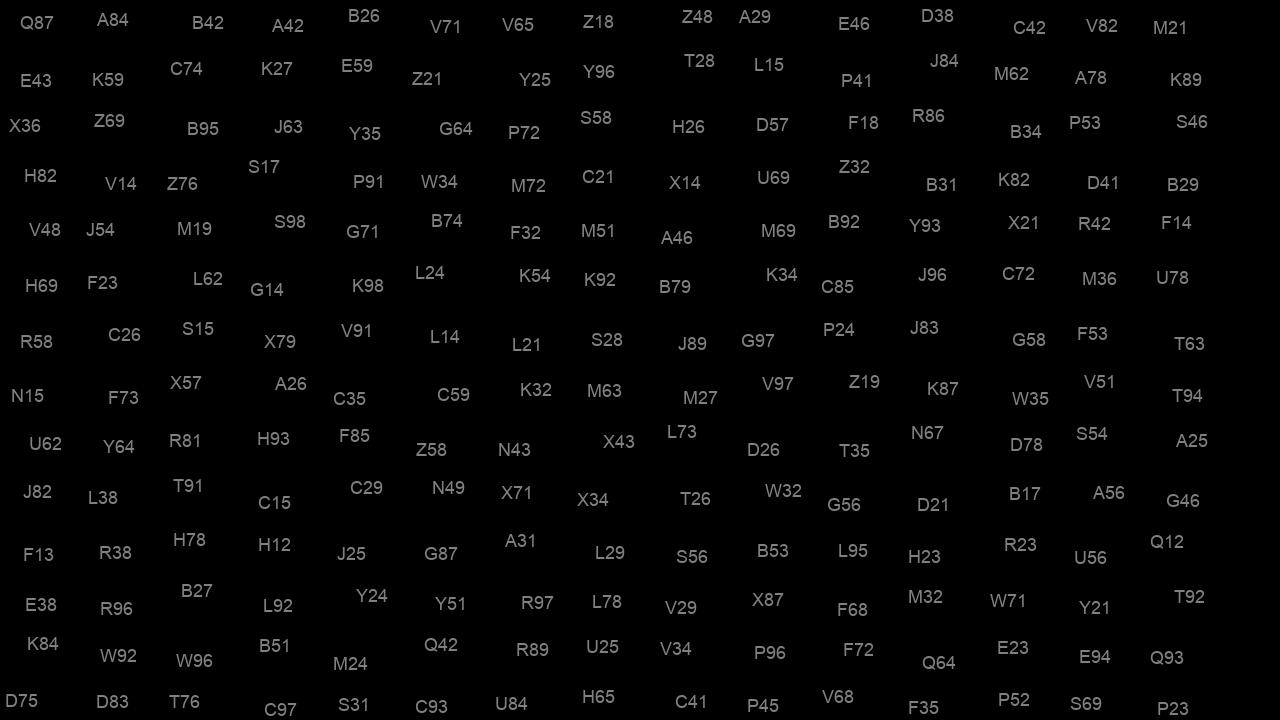 Q87 A84 B42 A42 B26 V71 V65 Z18 Z48 A29 E46 D38 C42 V82 M21
E43 K59 C74 K27 E59 Z21 Y25 Y96 T28 L15 P41 J84 M62 A78 K89
X36 Z69 B95 J63 Y35 G64 P72 S58 H26 D57 F18 R86 B34 P53 S46
H82 V14 Z76 S17 P91 W34 M72 C21 X14 U69 Z32 B31 K82 D41 B29
V48 J54 M19 S98 G71 B74 F32 M51 A46 M69 B92 Y93 X21 R42 F14
H69 F23 L62 G14 K98 L24 K54 K92 B79 K34 C85 J96 C72 M36 U78
R58 C26 S15 X79 V91 L14 L21 S28 J89 G97 P24 J83 G58 F53 T63
N15 F73 X57 A26 C35 C59 K32 M63 M27 V97 Z19 K87 W35 V51 T94
U62 Y64 R81 H93 F85 Z58 N43 X43 L73 D26 T35 N67 D78 S54 A25
J82 L38 T91 C15 C29 N49 X71 X34 T26 W32 G56 D21 B17 A56 G46
F13 R38 H78 H12 J25 G87 A31 L29 S56 B53 L95 H23 R23 U56 Q12
E38 R96 B27 L92 Y24 Y51 R97 L78 V29 X87 F68 M32 W71 Y21 T92
K84 W92 W96 B51 M24 Q42 R89 U25 V34 P96 F72 Q64 E23 E94 Q93
D75 D83 T76 C97 S31 C93 U84 H65 C41 P45 V68 F35 P52 S69 P23